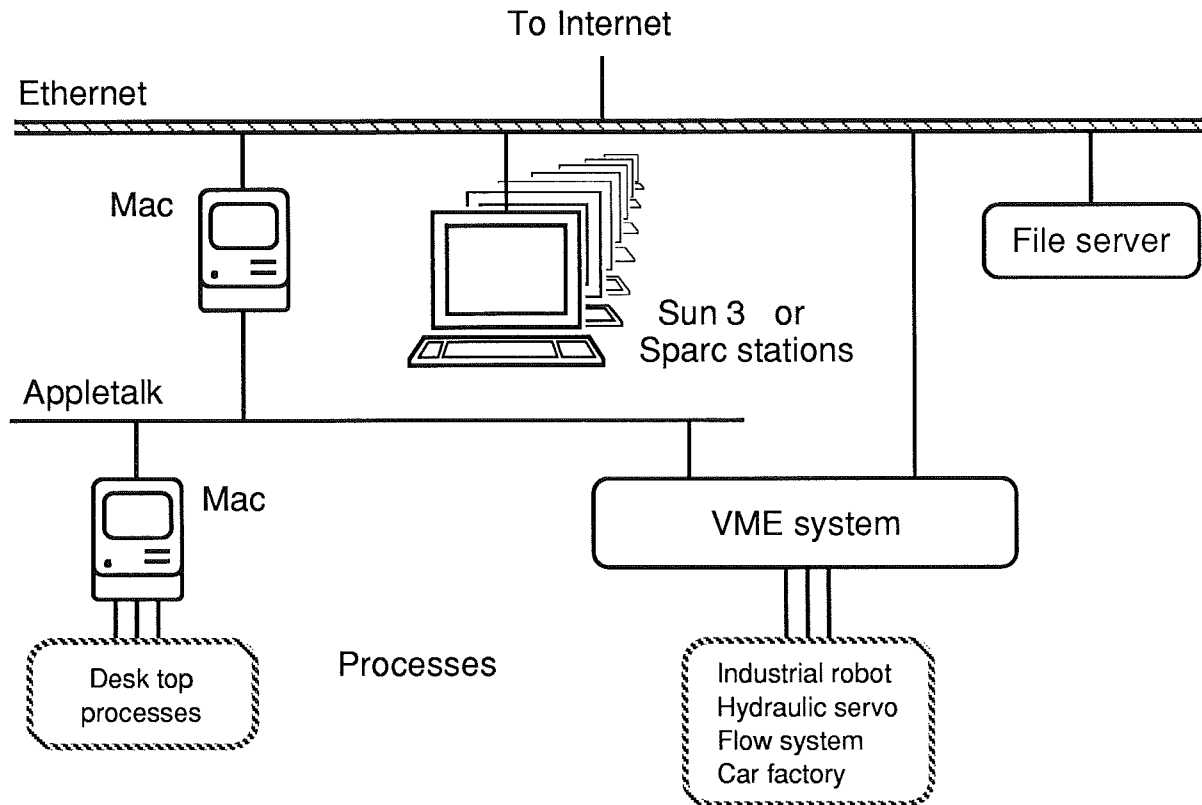 To Internet
Ethernet
Mac
File server
Sun 3 or
Sparc stations
Appletalk
Mac
VME system
Processes
Desk top
processes
Industrial robot
Hydraulic servo
Flow system
Car factory